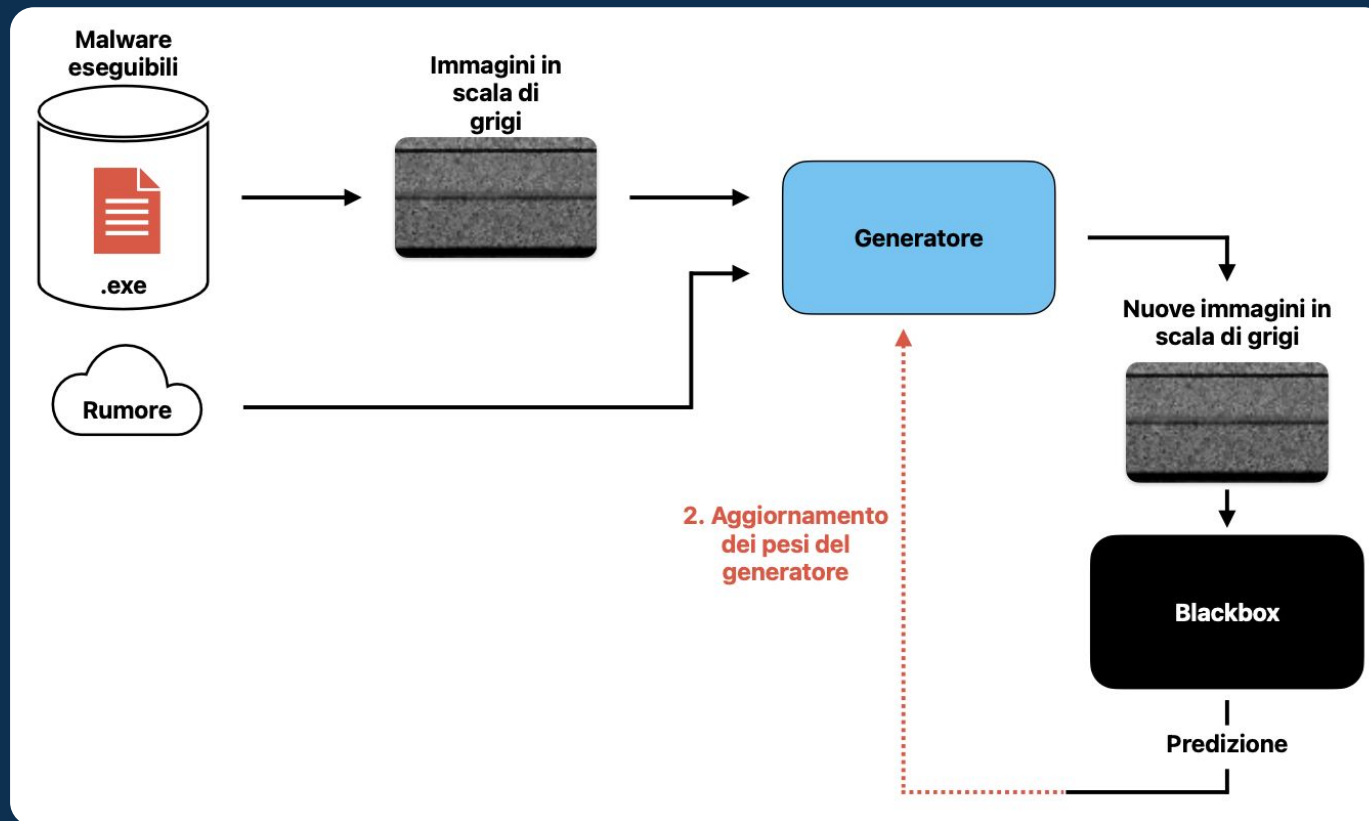 Malware
eseguibili
.exe
Rumore
Immagini in
scala di
grigi
Generatore
Nuove immagini in
scala di grigi
2. Aggiornamento
dei pesi del
generatore
Blackbox
Predizione